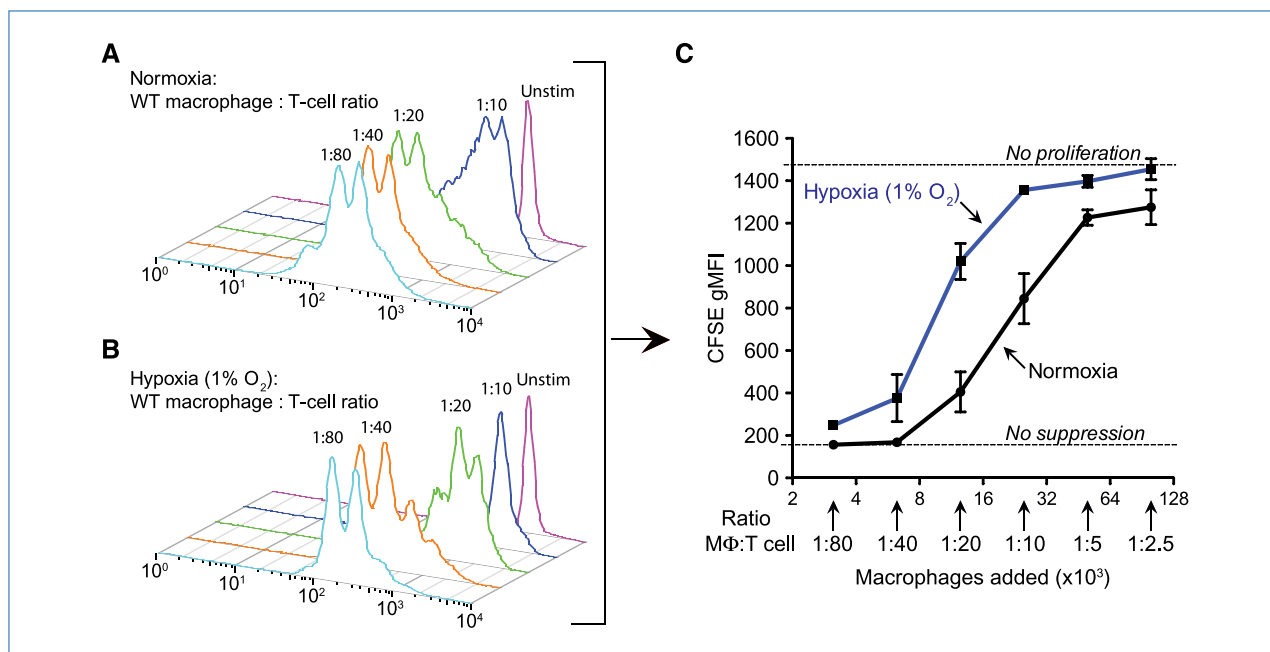 A
Normoxia:
WT macrophage : T-cell ratio
1:80
1:40
1:20
1:10
Unstim
10⁰
10¹
10²
10³
10⁴
B
Hypoxia (1% O₂):
WT macrophage : T-cell ratio
1:80
1:40
1:20
1:10
Unstim
10⁰
10¹
10²
10³
10⁴
C
CFSE gMFI
1600
1400
1200
1000
800
600
400
200
0
No proliferation
Hypoxia (1% O₂)
Normoxia
No suppression
2 4 8 16 32 64 128
Ratio
MΦ:T cell 1:80 1:40 1:20 1:10 1:5 1:2.5
Macrophages added (x10³)